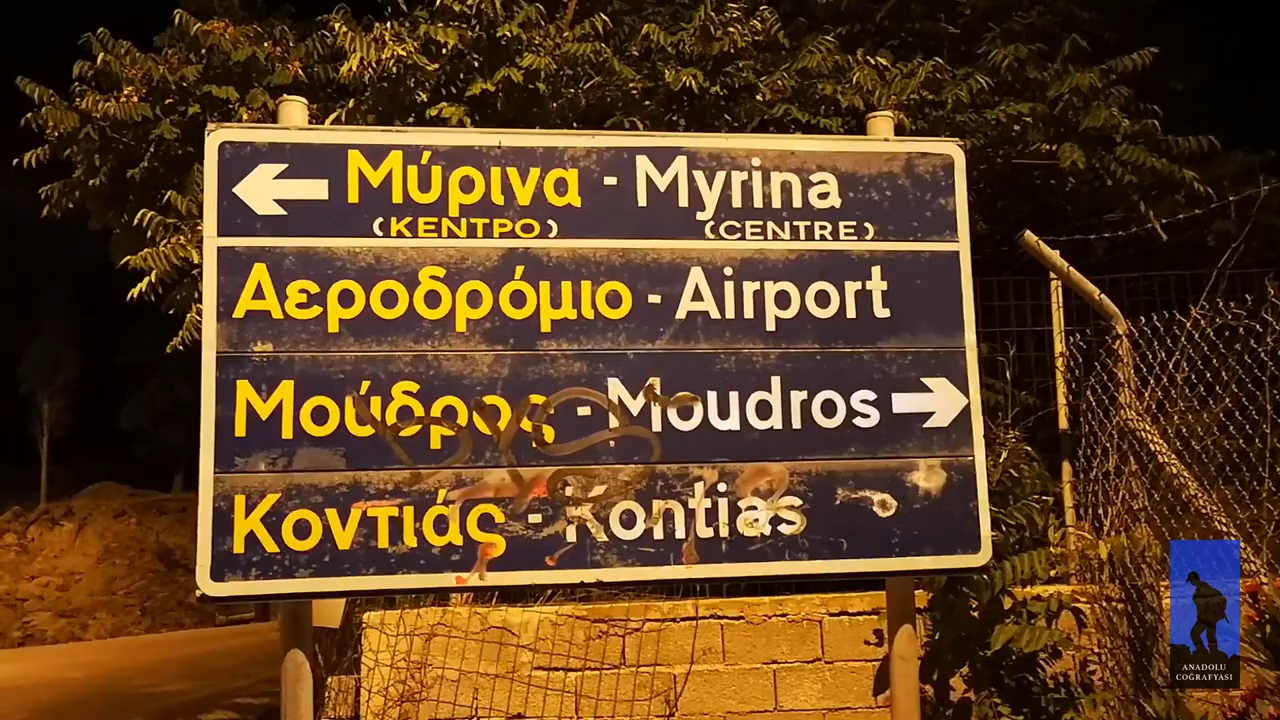 Μύρινα - Myrina
(ΚΕΝΤΡΟ) (CENTRE)
Αεροδρόμιο - Airport
Μούδρος - Moudros
Κοντιάς - Kontias
ANADOLU
COĞRAFYASI